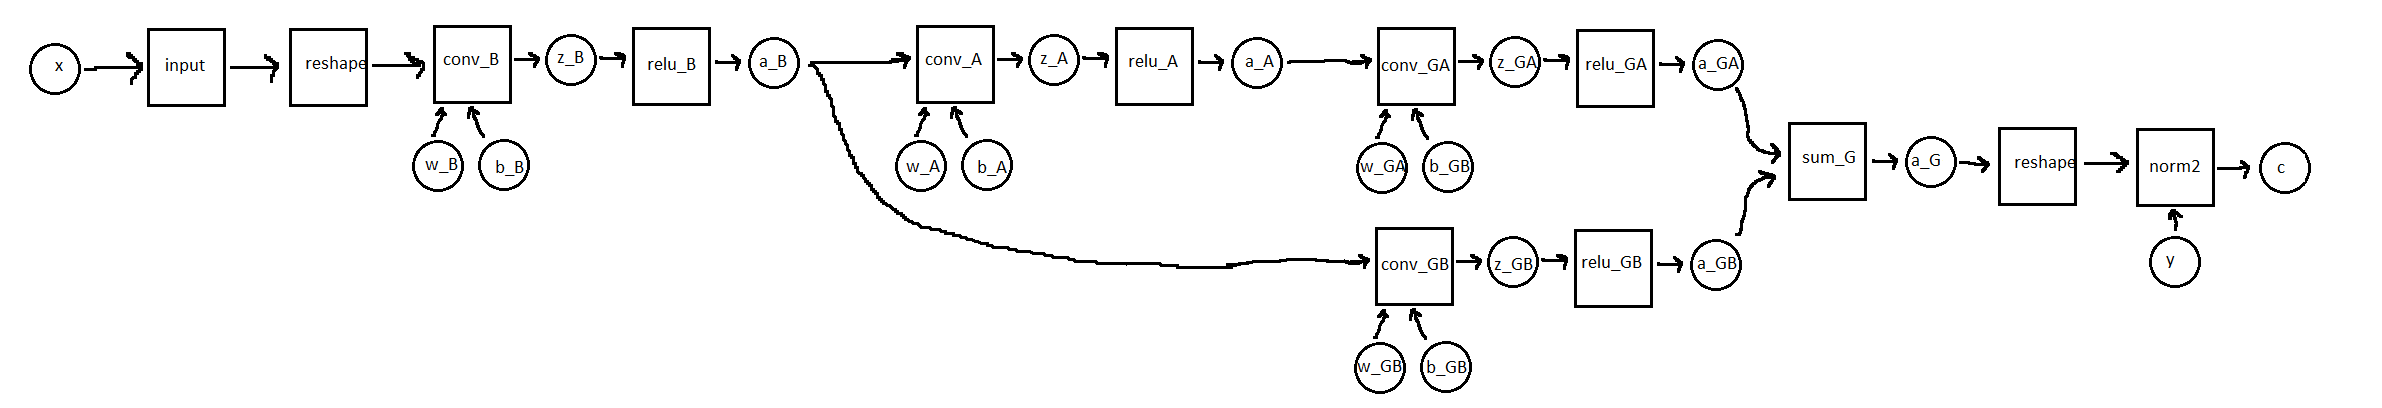 x
input
reshape
conv_B
z_B
relu_B
a_B
conv_A
z_A
relu_A
a_A
conv_GA
z_GA
relu_GA
a_GA
w_B
b_B
w_A
b_A
w_GA
b_GB
sum_G
a_G
reshape
norm2
c
conv_GB
z_GB
relu_GB
a_GB
y
w_GB
b_GB